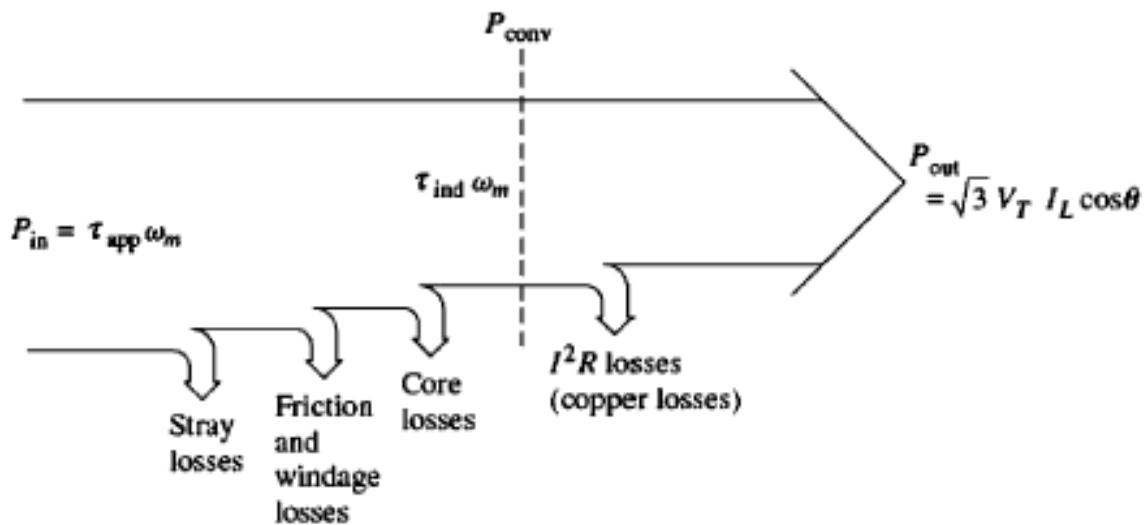 P_conv
τ_ind ω_m
P_out
= √3 V_T I_L cosθ
P_in = τ_app ω_m
Stray
losses
Friction
and
windage
losses
Core
losses
I²R losses
(copper losses)